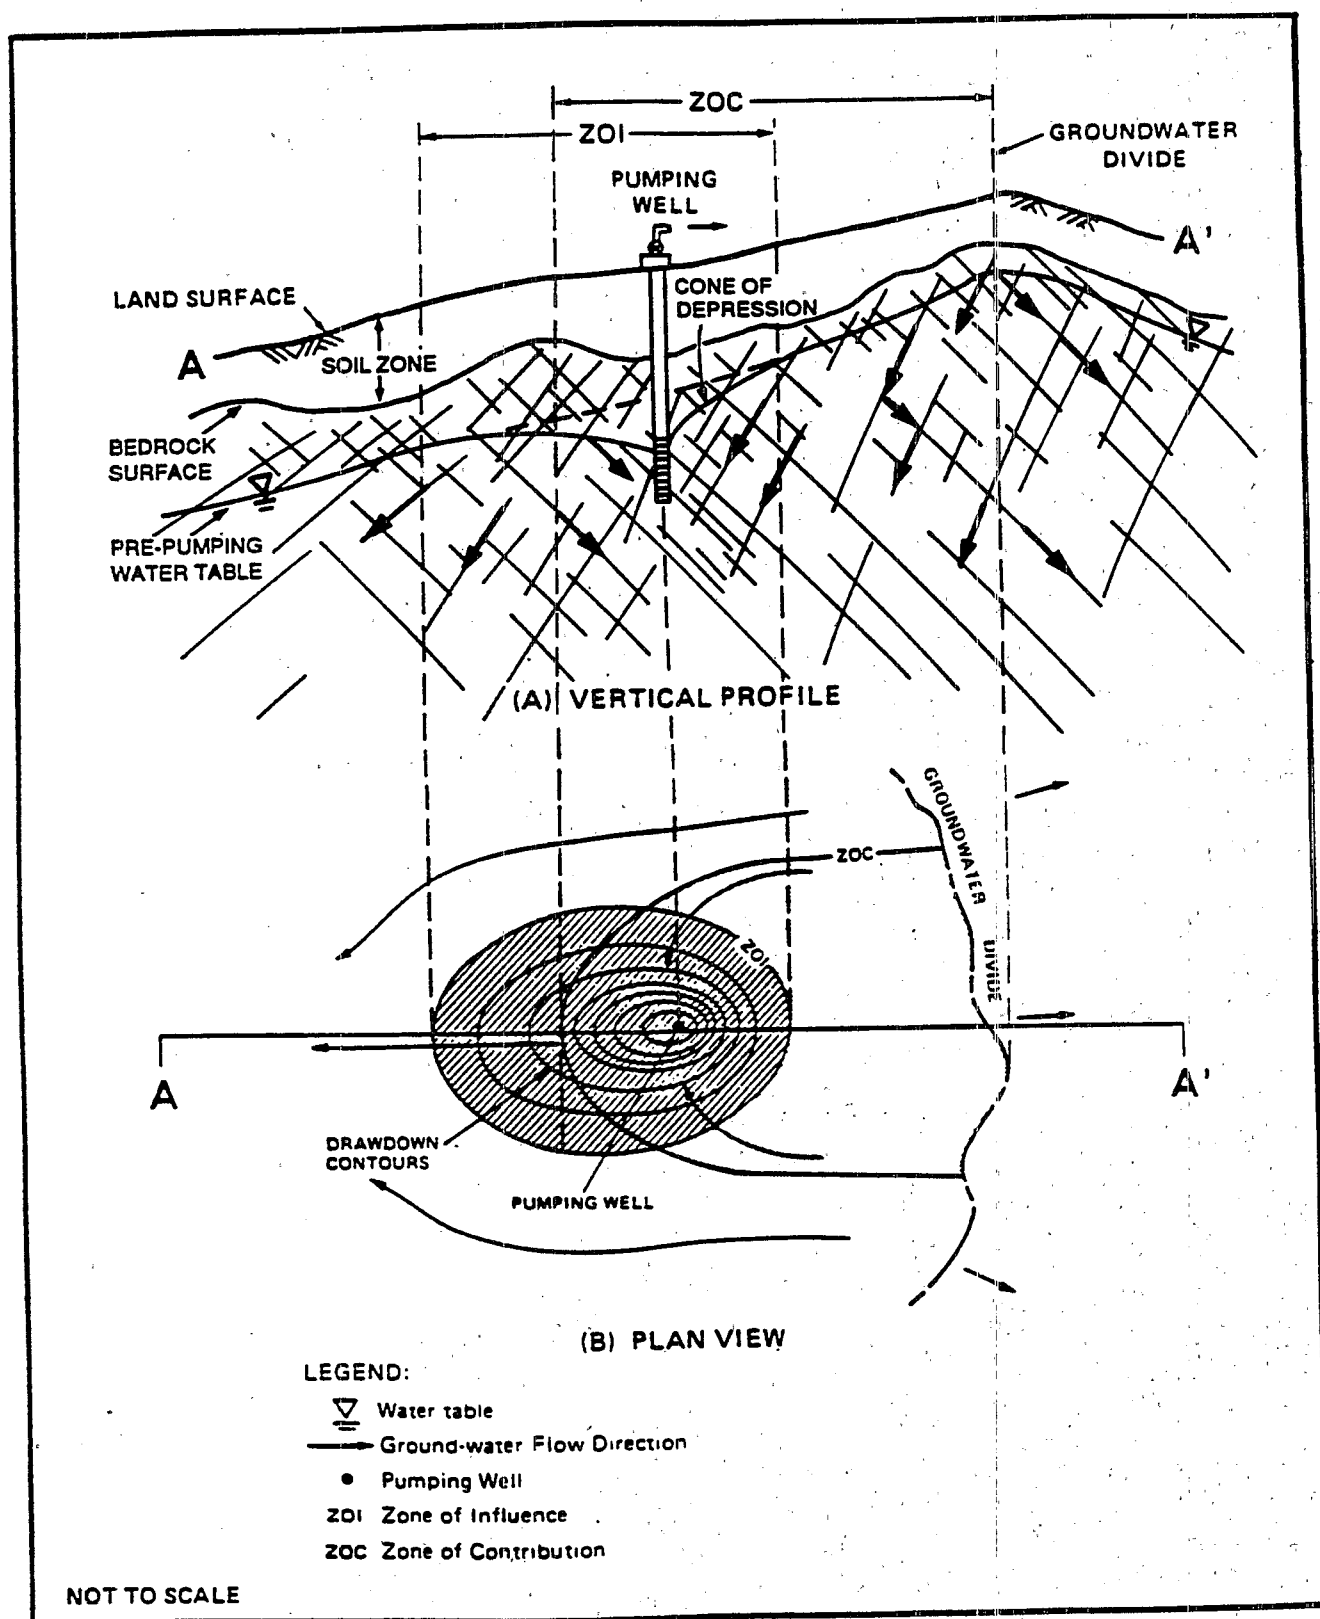 ZOC
ZOI
GROUNDWATER
DIVIDE
PUMPING
WELL
A'
CONE OF
DEPRESSION
LAND SURFACE
A
SOIL ZONE
BEDROCK
SURFACE
PRE-PUMPING
WATER TABLE
(A) VERTICAL PROFILE
GROUNDWATER
DIVIDE
ZOC
ZOI
A
A'
DRAWDOWN
CONTOURS
PUMPING WELL
(B) PLAN VIEW
LEGEND:
Water table
Ground-water Flow Direction
Pumping Well
ZOI Zone of Influence
ZOC Zone of Contribution
NOT TO SCALE